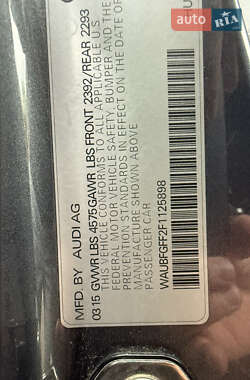 AUTO RIA .com
MFD. BY AUDI AG
03 15 GVWR LBS 4575GAWR LBS FRONT 2392/REAR 2293
THIS VEHICLE CONFORMS TO ALL APPLICABLE U.S.
FEDERAL MOTOR VEHICLE SAFETY, BUMPER AND THEFT
PREVENTION STANDARDS IN EFFECT ON THE DATE OF
MANUFACTURE SHOWN ABOVE.
PASSENGER CAR
WAUBFGFF2F1125898